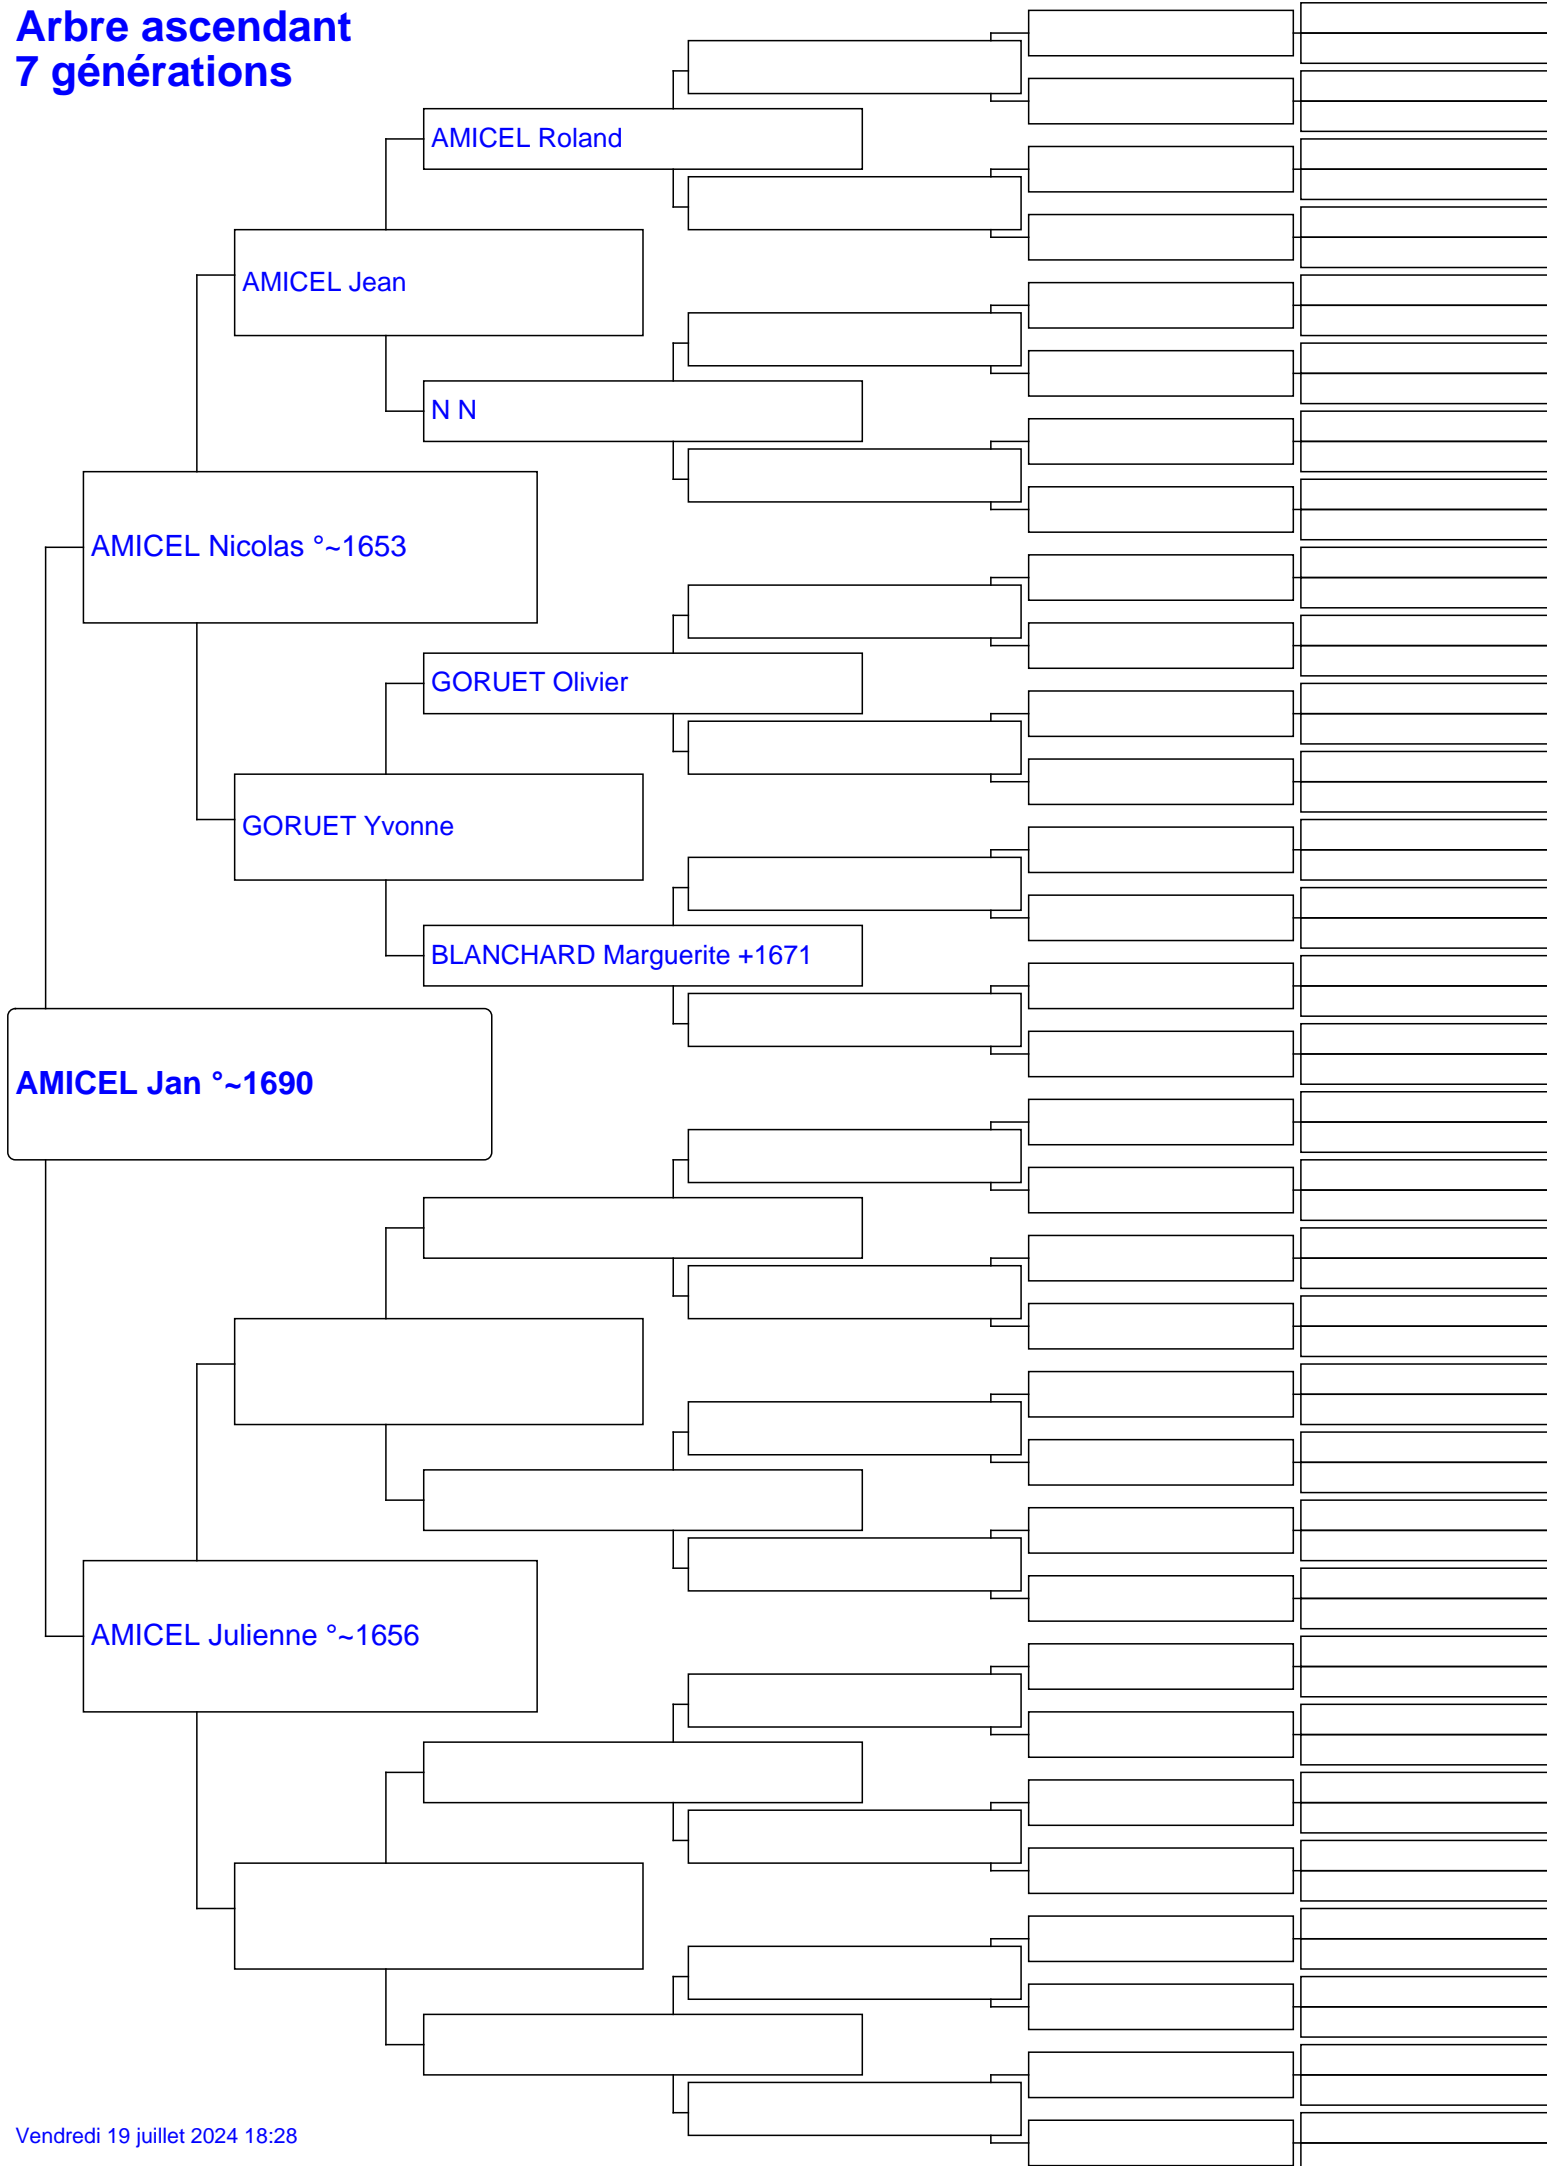 Arbre ascendant
7 générations
AMICEL Roland
AMICEL Jean
N N
AMICEL Nicolas °~1653
GORUET Olivier
GORUET Yvonne
BLANCHARD Marguerite +1671
AMICEL Jan °~1690
AMICEL Julienne °~1656
Vendredi 19 juillet 2024 18:28